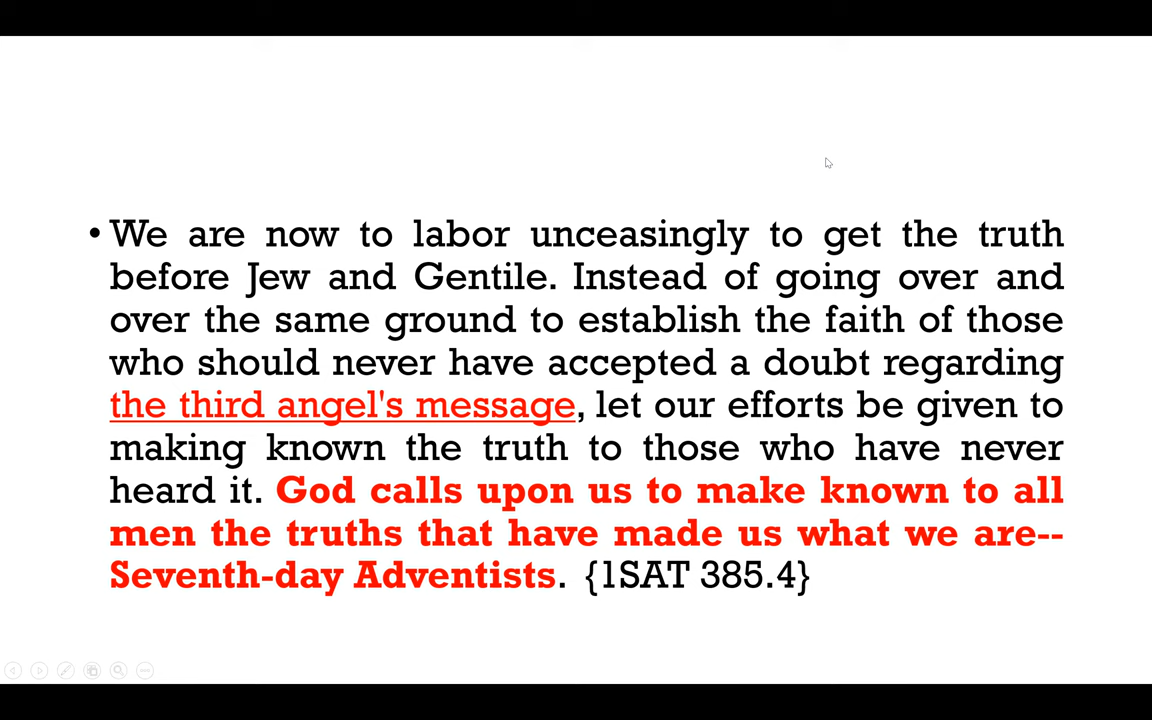 • We are now to labor unceasingly to get the truth
before Jew and Gentile. Instead of going over and
over the same ground to establish the faith of those
who should never have accepted a doubt regarding
the third angel's message, let our efforts be given to
making known the truth to those who have never
heard it. God calls upon us to make known to all
men the truths that have made us what we are--
Seventh-day Adventists. {1SAT 385.4}